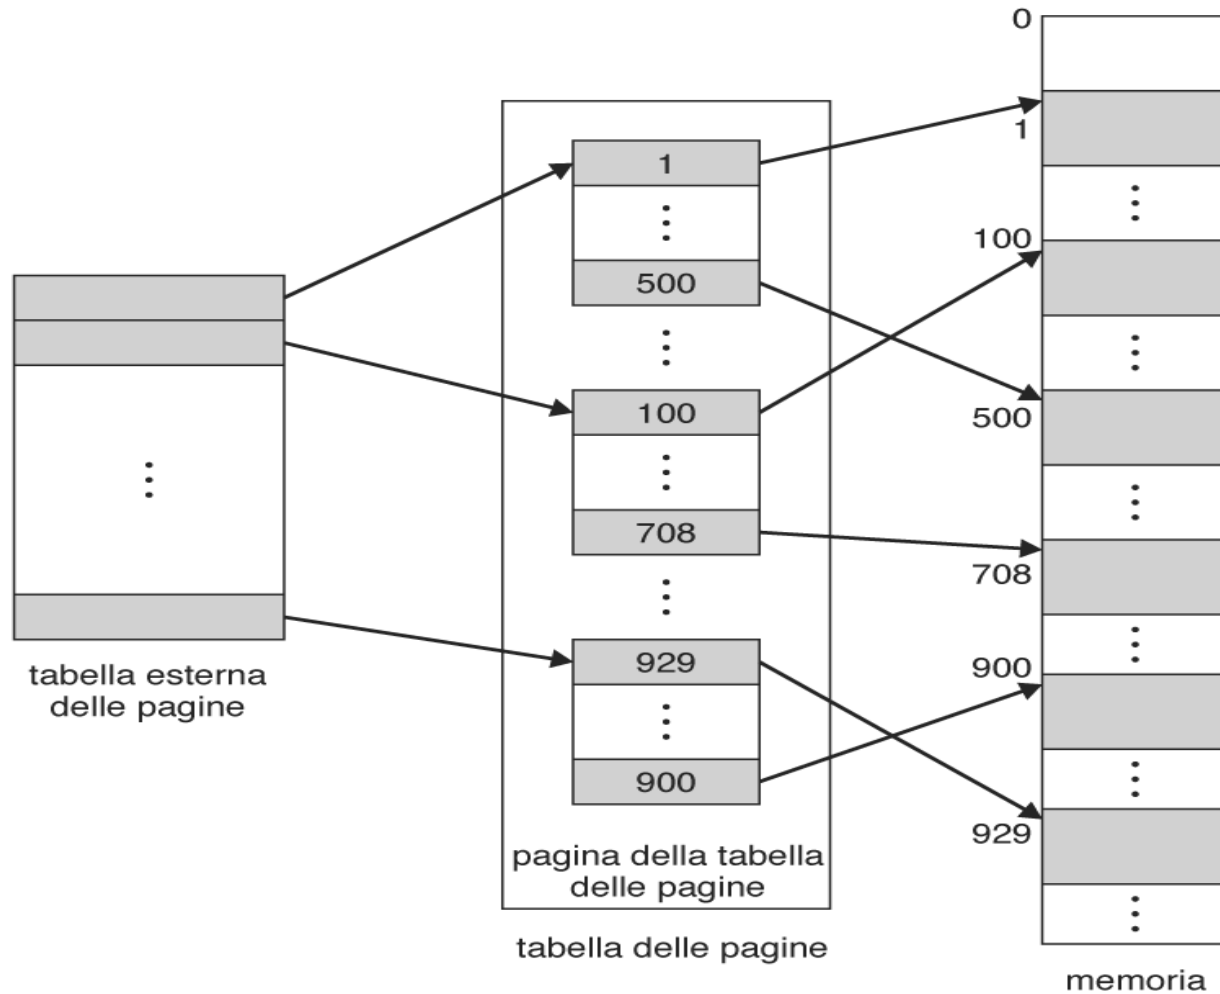 tabella esterna
delle pagine
1
500
100
708
929
900
pagina della tabella
delle pagine
tabella delle pagine
0
1
100
500
708
900
929
memoria